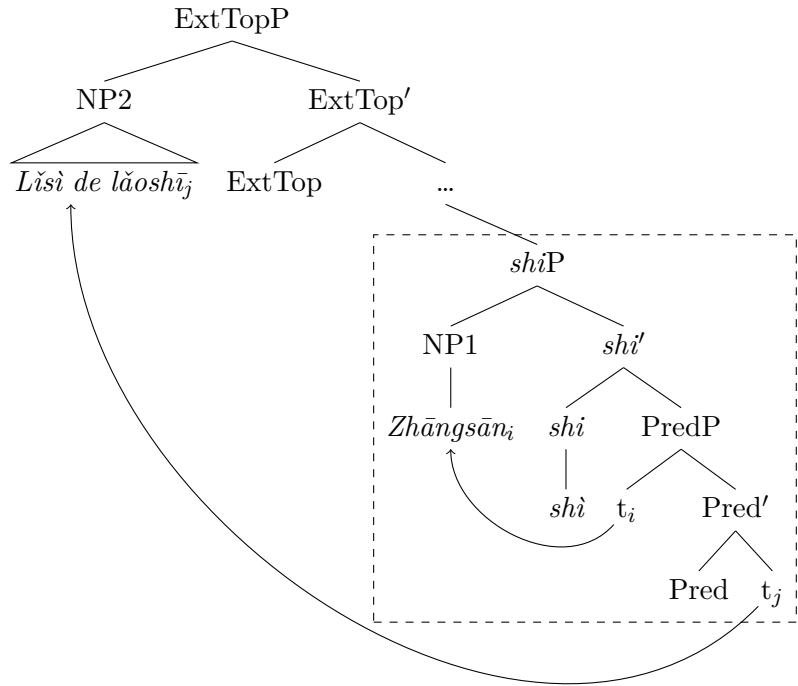 ExtTopP
NP2 ExtTop′
Lǐsì de lǎoshī_j ExtTop ...
shiP
NP1 shi′
Zhāngsān_i shi PredP
shì t_i Pred′
Pred t_j